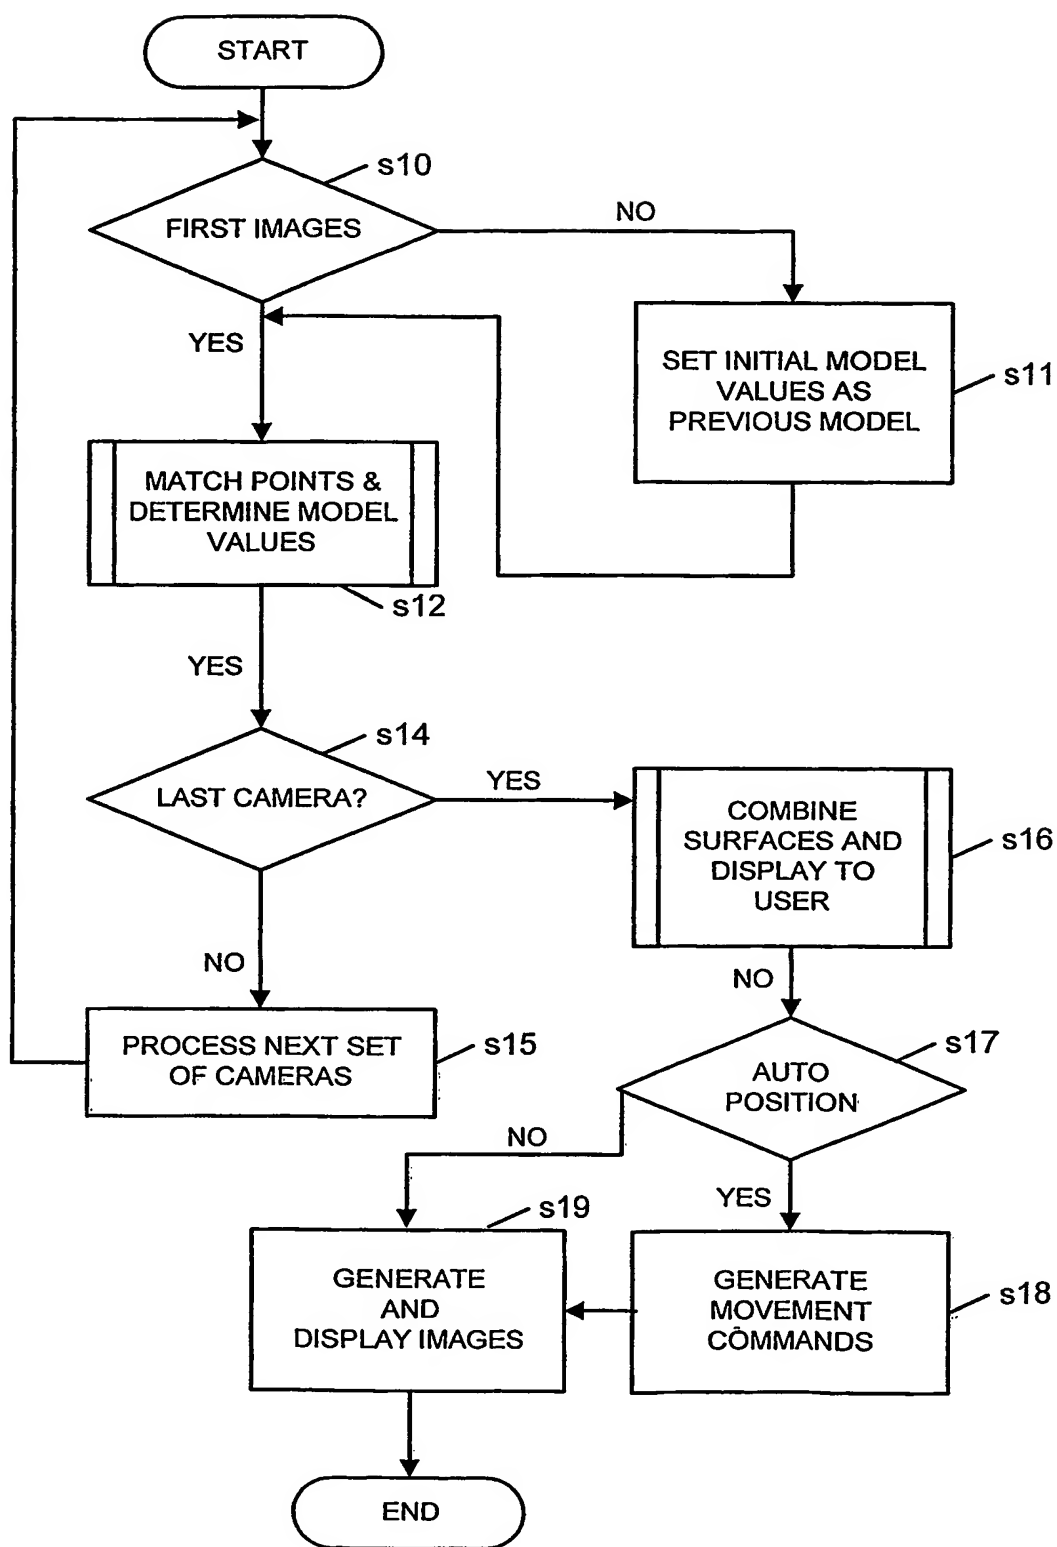 START
s10
FIRST IMAGES
NO
YES
SET INITIAL MODEL
VALUES AS
PREVIOUS MODEL
s11
MATCH POINTS &
DETERMINE MODEL
VALUES
s12
YES
s14
LAST CAMERA?
YES
COMBINE
SURFACES AND
DISPLAY TO
USER
s16
NO
NO
PROCESS NEXT SET
OF CAMERAS
s15
s17
AUTO
POSITION
NO
YES
s19
GENERATE
AND
DISPLAY IMAGES
GENERATE
MOVEMENT
COMMANDS
s18
END